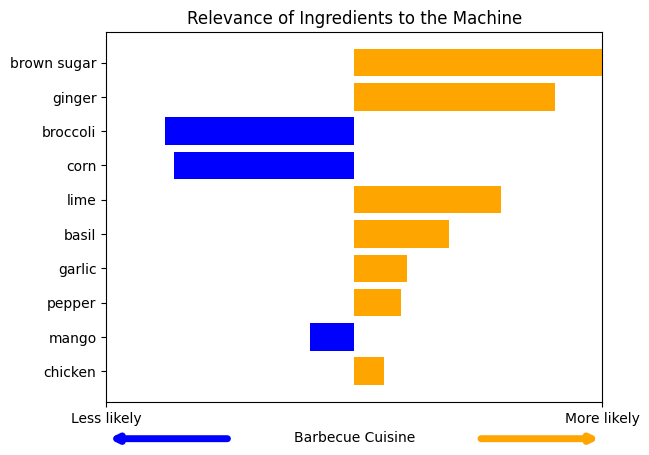 Relevance of Ingredients to the Machine
brown sugar
ginger
broccoli
corn
lime
basil
garlic
pepper
mango
chicken
Less likely
More likely
Barbecue Cuisine